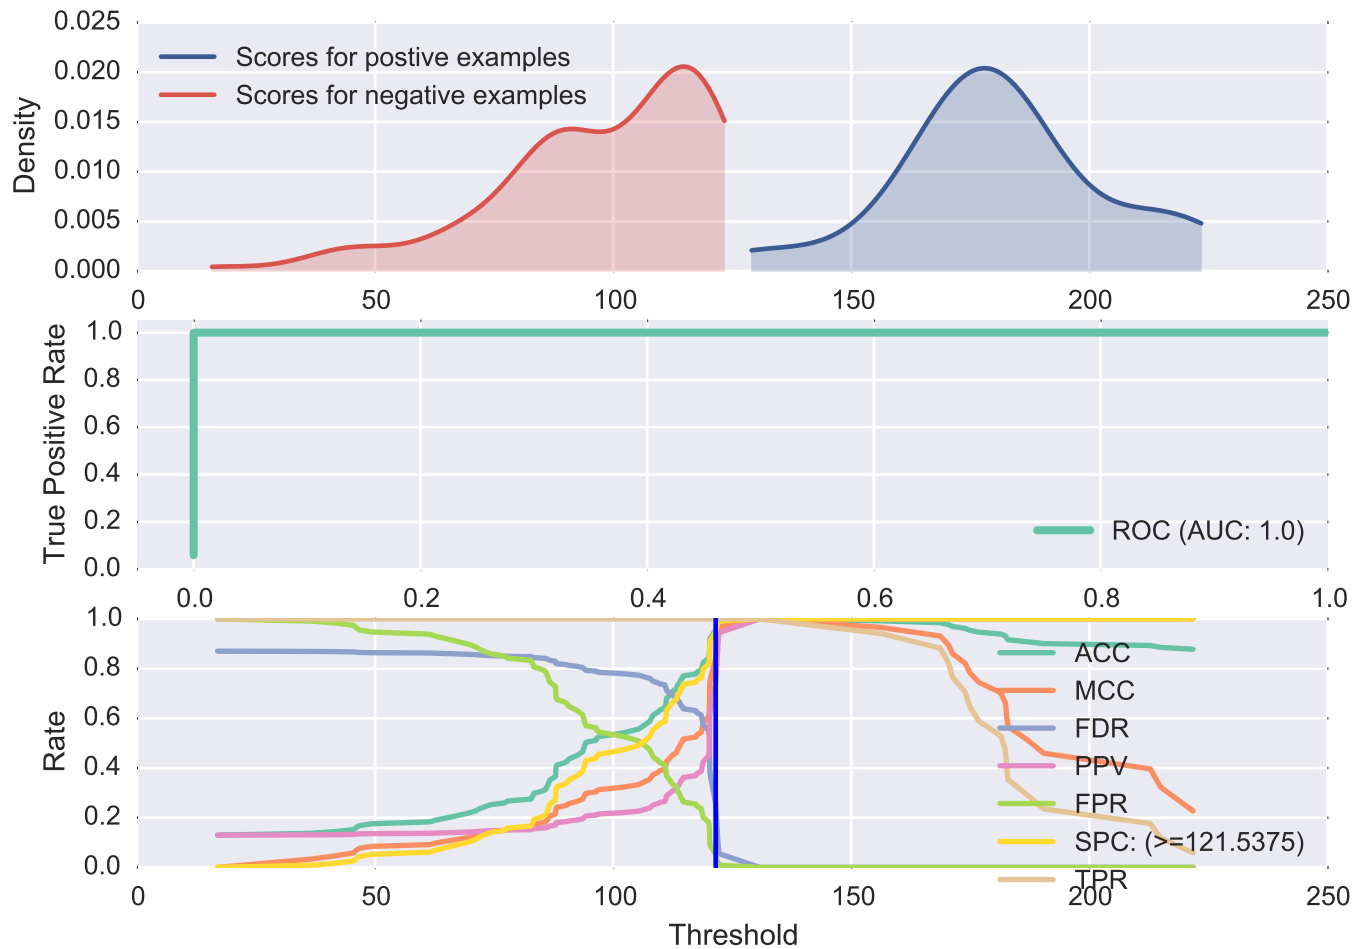 0.025
0.020
0.015
0.010
0.005
0.000
Density
Scores for postive examples
Scores for negative examples
0 50 100 150 200 250
1.0
0.8
0.6
0.4
0.2
0.0
True Positive Rate
ROC (AUC: 1.0)
0.0 0.2 0.4 0.6 0.8 1.0
1.0
0.8
0.6
0.4
0.2
0.0
Rate
ACC
MCC
FDR
PPV
FPR
SPC: (>=121.5375)
TPR
0 50 100 150 200 250
Threshold